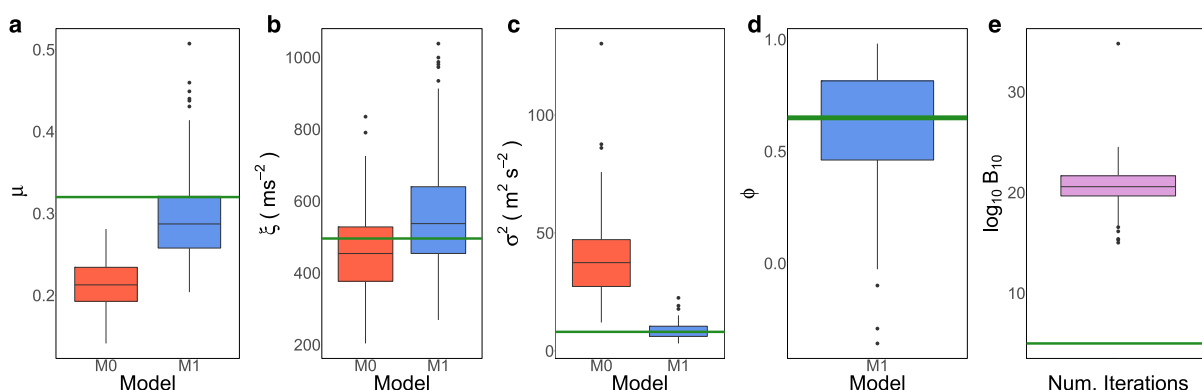 a
0.5
0.4
0.3
0.2
μ
M0 M1
Model
b
1000
800
600
400
200
ξ ( ms⁻² )
M0 M1
Model
c
100
50
0
σ² ( m² s⁻² )
M0 M1
Model
d
1.0
0.5
0.0
ϕ
M1
Model
e
30
20
10
log₁₀ B₁₀
Num. Iterations